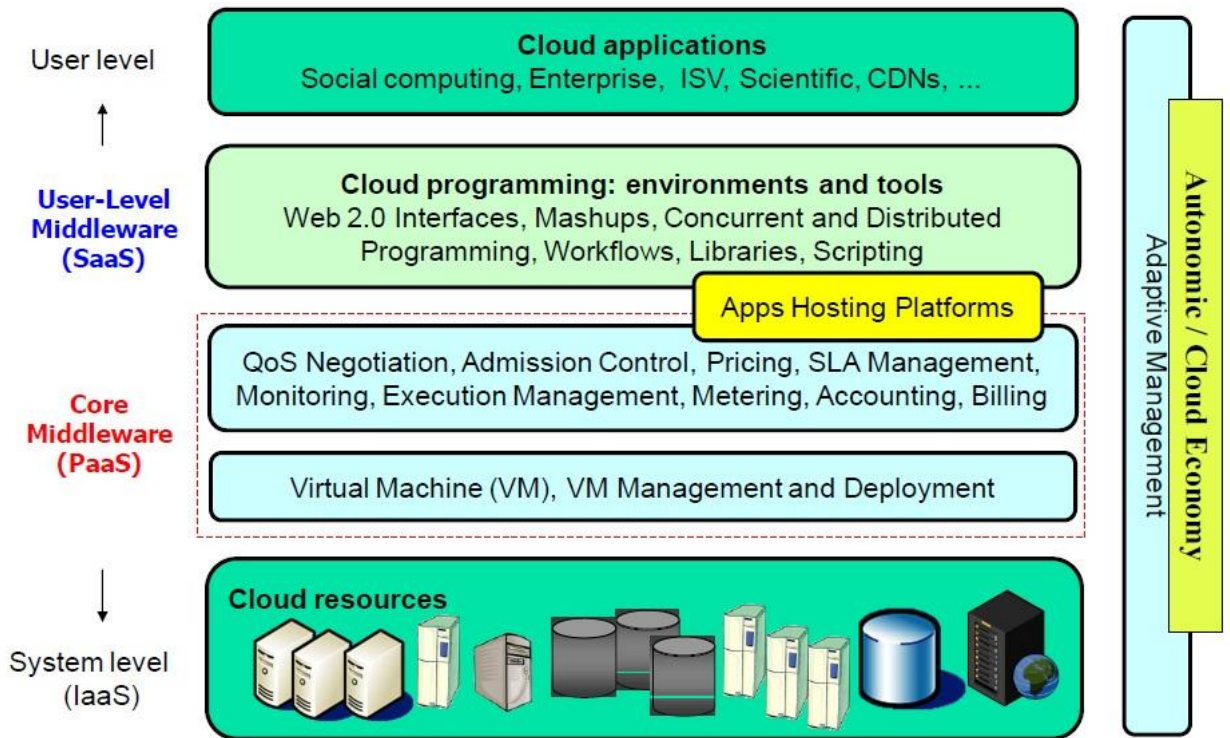 User level
Cloud applications
Social computing, Enterprise, ISV, Scientific, CDNs, ...
User-Level
Middleware
(SaaS)
Cloud programming: environments and tools
Web 2.0 Interfaces, Mashups, Concurrent and Distributed
Programming, Workflows, Libraries, Scripting
Apps Hosting Platforms
Core
Middleware
(PaaS)
QoS Negotiation, Admission Control, Pricing, SLA Management,
Monitoring, Execution Management, Metering, Accounting, Billing
Virtual Machine (VM), VM Management and Deployment
System level
(IaaS)
Cloud resources
Adaptive Management
Autonomic / Cloud Economy